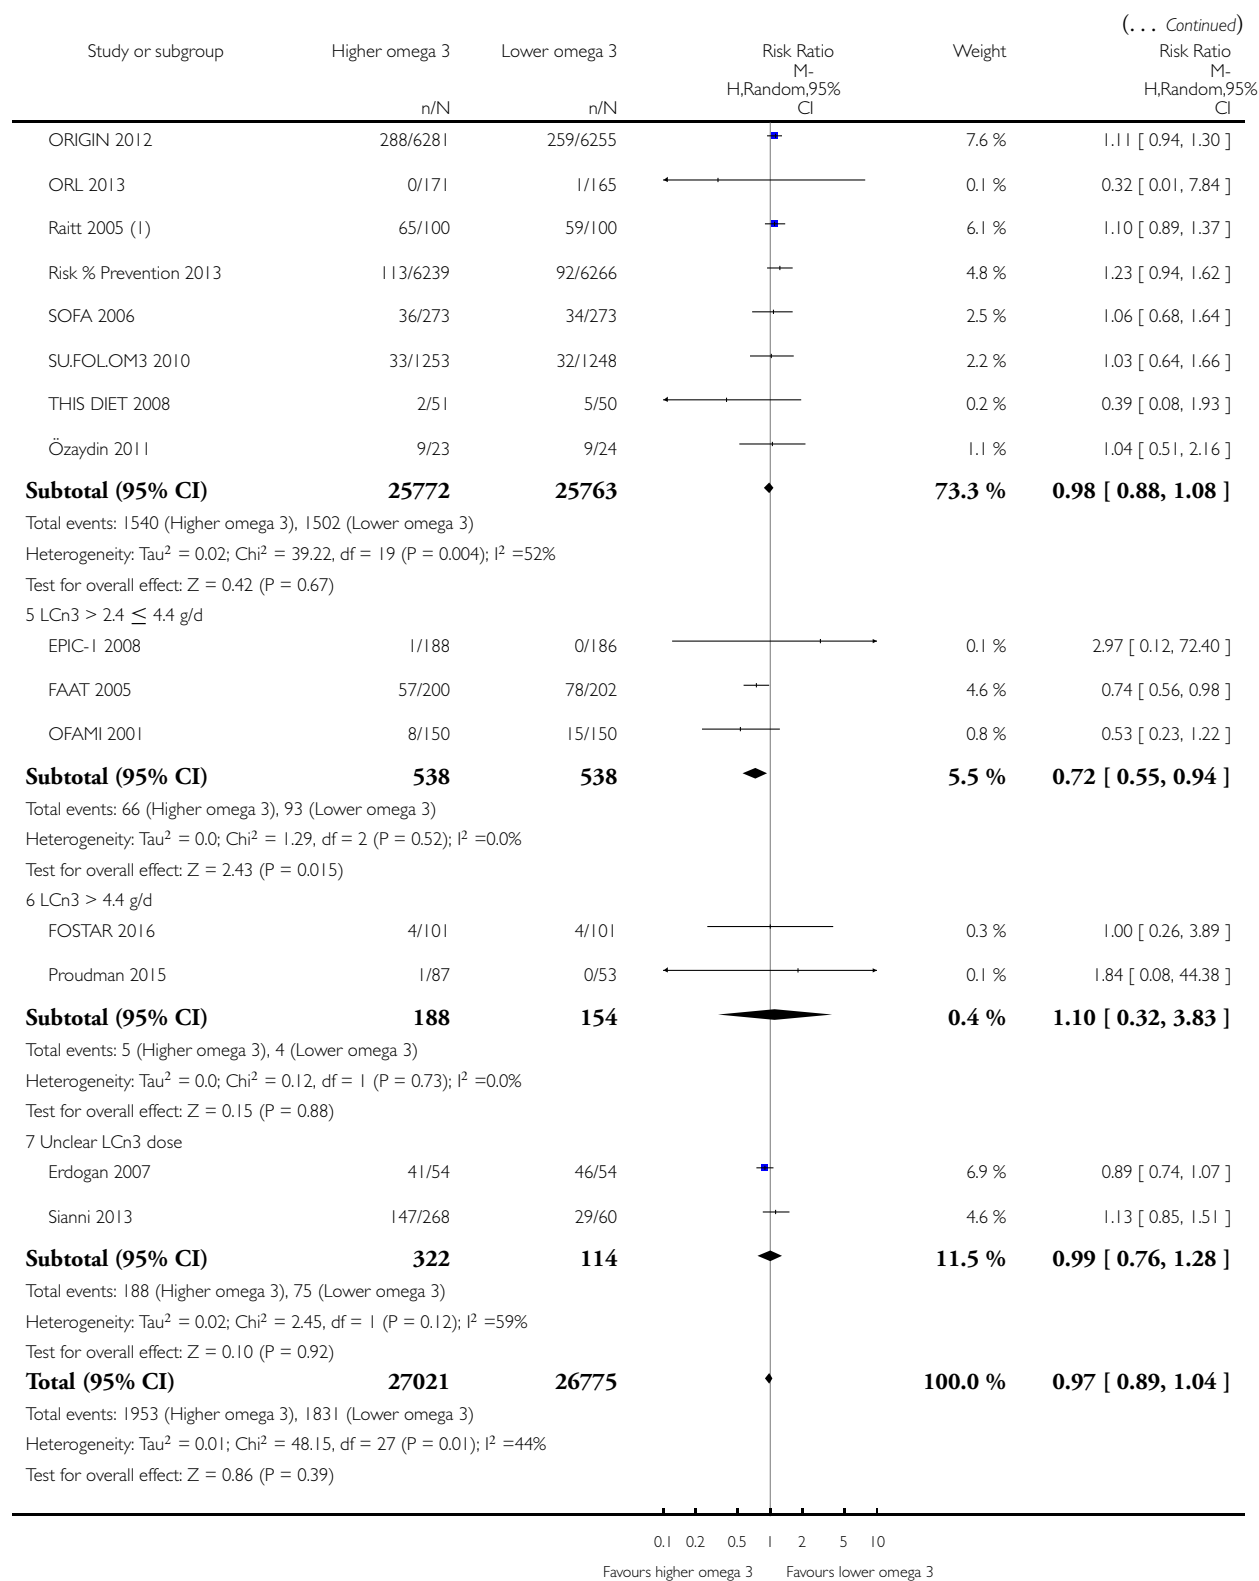 (... Continued)
Study or subgroup Higher omega 3 Lower omega 3 Risk Ratio Weight Risk Ratio
M- M-
H,Random,95% H,Random,95%
n/N n/N CI CI
ORIGIN 2012 288/6281 259/6255 7.6 % 1.11 [ 0.94, 1.30 ]
ORL 2013 0/171 1/165 0.1 % 0.32 [ 0.01, 7.84 ]
Raitt 2005 (1) 65/100 59/100 6.1 % 1.10 [ 0.89, 1.37 ]
Risk % Prevention 2013 113/6239 92/6266 4.8 % 1.23 [ 0.94, 1.62 ]
SOFA 2006 36/273 34/273 2.5 % 1.06 [ 0.68, 1.64 ]
SU.FOL.OM3 2010 33/1253 32/1248 2.2 % 1.03 [ 0.64, 1.66 ]
THIS DIET 2008 2/51 5/50 0.2 % 0.39 [ 0.08, 1.93 ]
Özaydin 2011 9/23 9/24 1.1 % 1.04 [ 0.51, 2.16 ]
Subtotal (95% CI) 25772 25763 73.3 % 0.98 [ 0.88, 1.08 ]
Total events: 1540 (Higher omega 3), 1502 (Lower omega 3)
Heterogeneity: Tau² = 0.02; Chi² = 39.22, df = 19 (P = 0.004); I² =52%
Test for overall effect: Z = 0.42 (P = 0.67)
5 LCn3 > 2.4 ≤ 4.4 g/d
EPIC-1 2008 1/188 0/186 0.1 % 2.97 [ 0.12, 72.40 ]
FAAT 2005 57/200 78/202 4.6 % 0.74 [ 0.56, 0.98 ]
OFAMI 2001 8/150 15/150 0.8 % 0.53 [ 0.23, 1.22 ]
Subtotal (95% CI) 538 538 5.5 % 0.72 [ 0.55, 0.94 ]
Total events: 66 (Higher omega 3), 93 (Lower omega 3)
Heterogeneity: Tau² = 0.0; Chi² = 1.29, df = 2 (P = 0.52); I² =0.0%
Test for overall effect: Z = 2.43 (P = 0.015)
6 LCn3 > 4.4 g/d
FOSTAR 2016 4/101 4/101 0.3 % 1.00 [ 0.26, 3.89 ]
Proudman 2015 1/87 0/53 0.1 % 1.84 [ 0.08, 44.38 ]
Subtotal (95% CI) 188 154 0.4 % 1.10 [ 0.32, 3.83 ]
Total events: 5 (Higher omega 3), 4 (Lower omega 3)
Heterogeneity: Tau² = 0.0; Chi² = 0.12, df = 1 (P = 0.73); I² =0.0%
Test for overall effect: Z = 0.15 (P = 0.88)
7 Unclear LCn3 dose
Erdogan 2007 41/54 46/54 6.9 % 0.89 [ 0.74, 1.07 ]
Sianni 2013 147/268 29/60 4.6 % 1.13 [ 0.85, 1.51 ]
Subtotal (95% CI) 322 114 11.5 % 0.99 [ 0.76, 1.28 ]
Total events: 188 (Higher omega 3), 75 (Lower omega 3)
Heterogeneity: Tau² = 0.02; Chi² = 2.45, df = 1 (P = 0.12); I² =59%
Test for overall effect: Z = 0.10 (P = 0.92)
Total (95% CI) 27021 26775 100.0 % 0.97 [ 0.89, 1.04 ]
Total events: 1953 (Higher omega 3), 1831 (Lower omega 3)
Heterogeneity: Tau² = 0.01; Chi² = 48.15, df = 27 (P = 0.01); I² =44%
Test for overall effect: Z = 0.86 (P = 0.39)
0.1 0.2 0.5 1 2 5 10
Favours higher omega 3 Favours lower omega 3